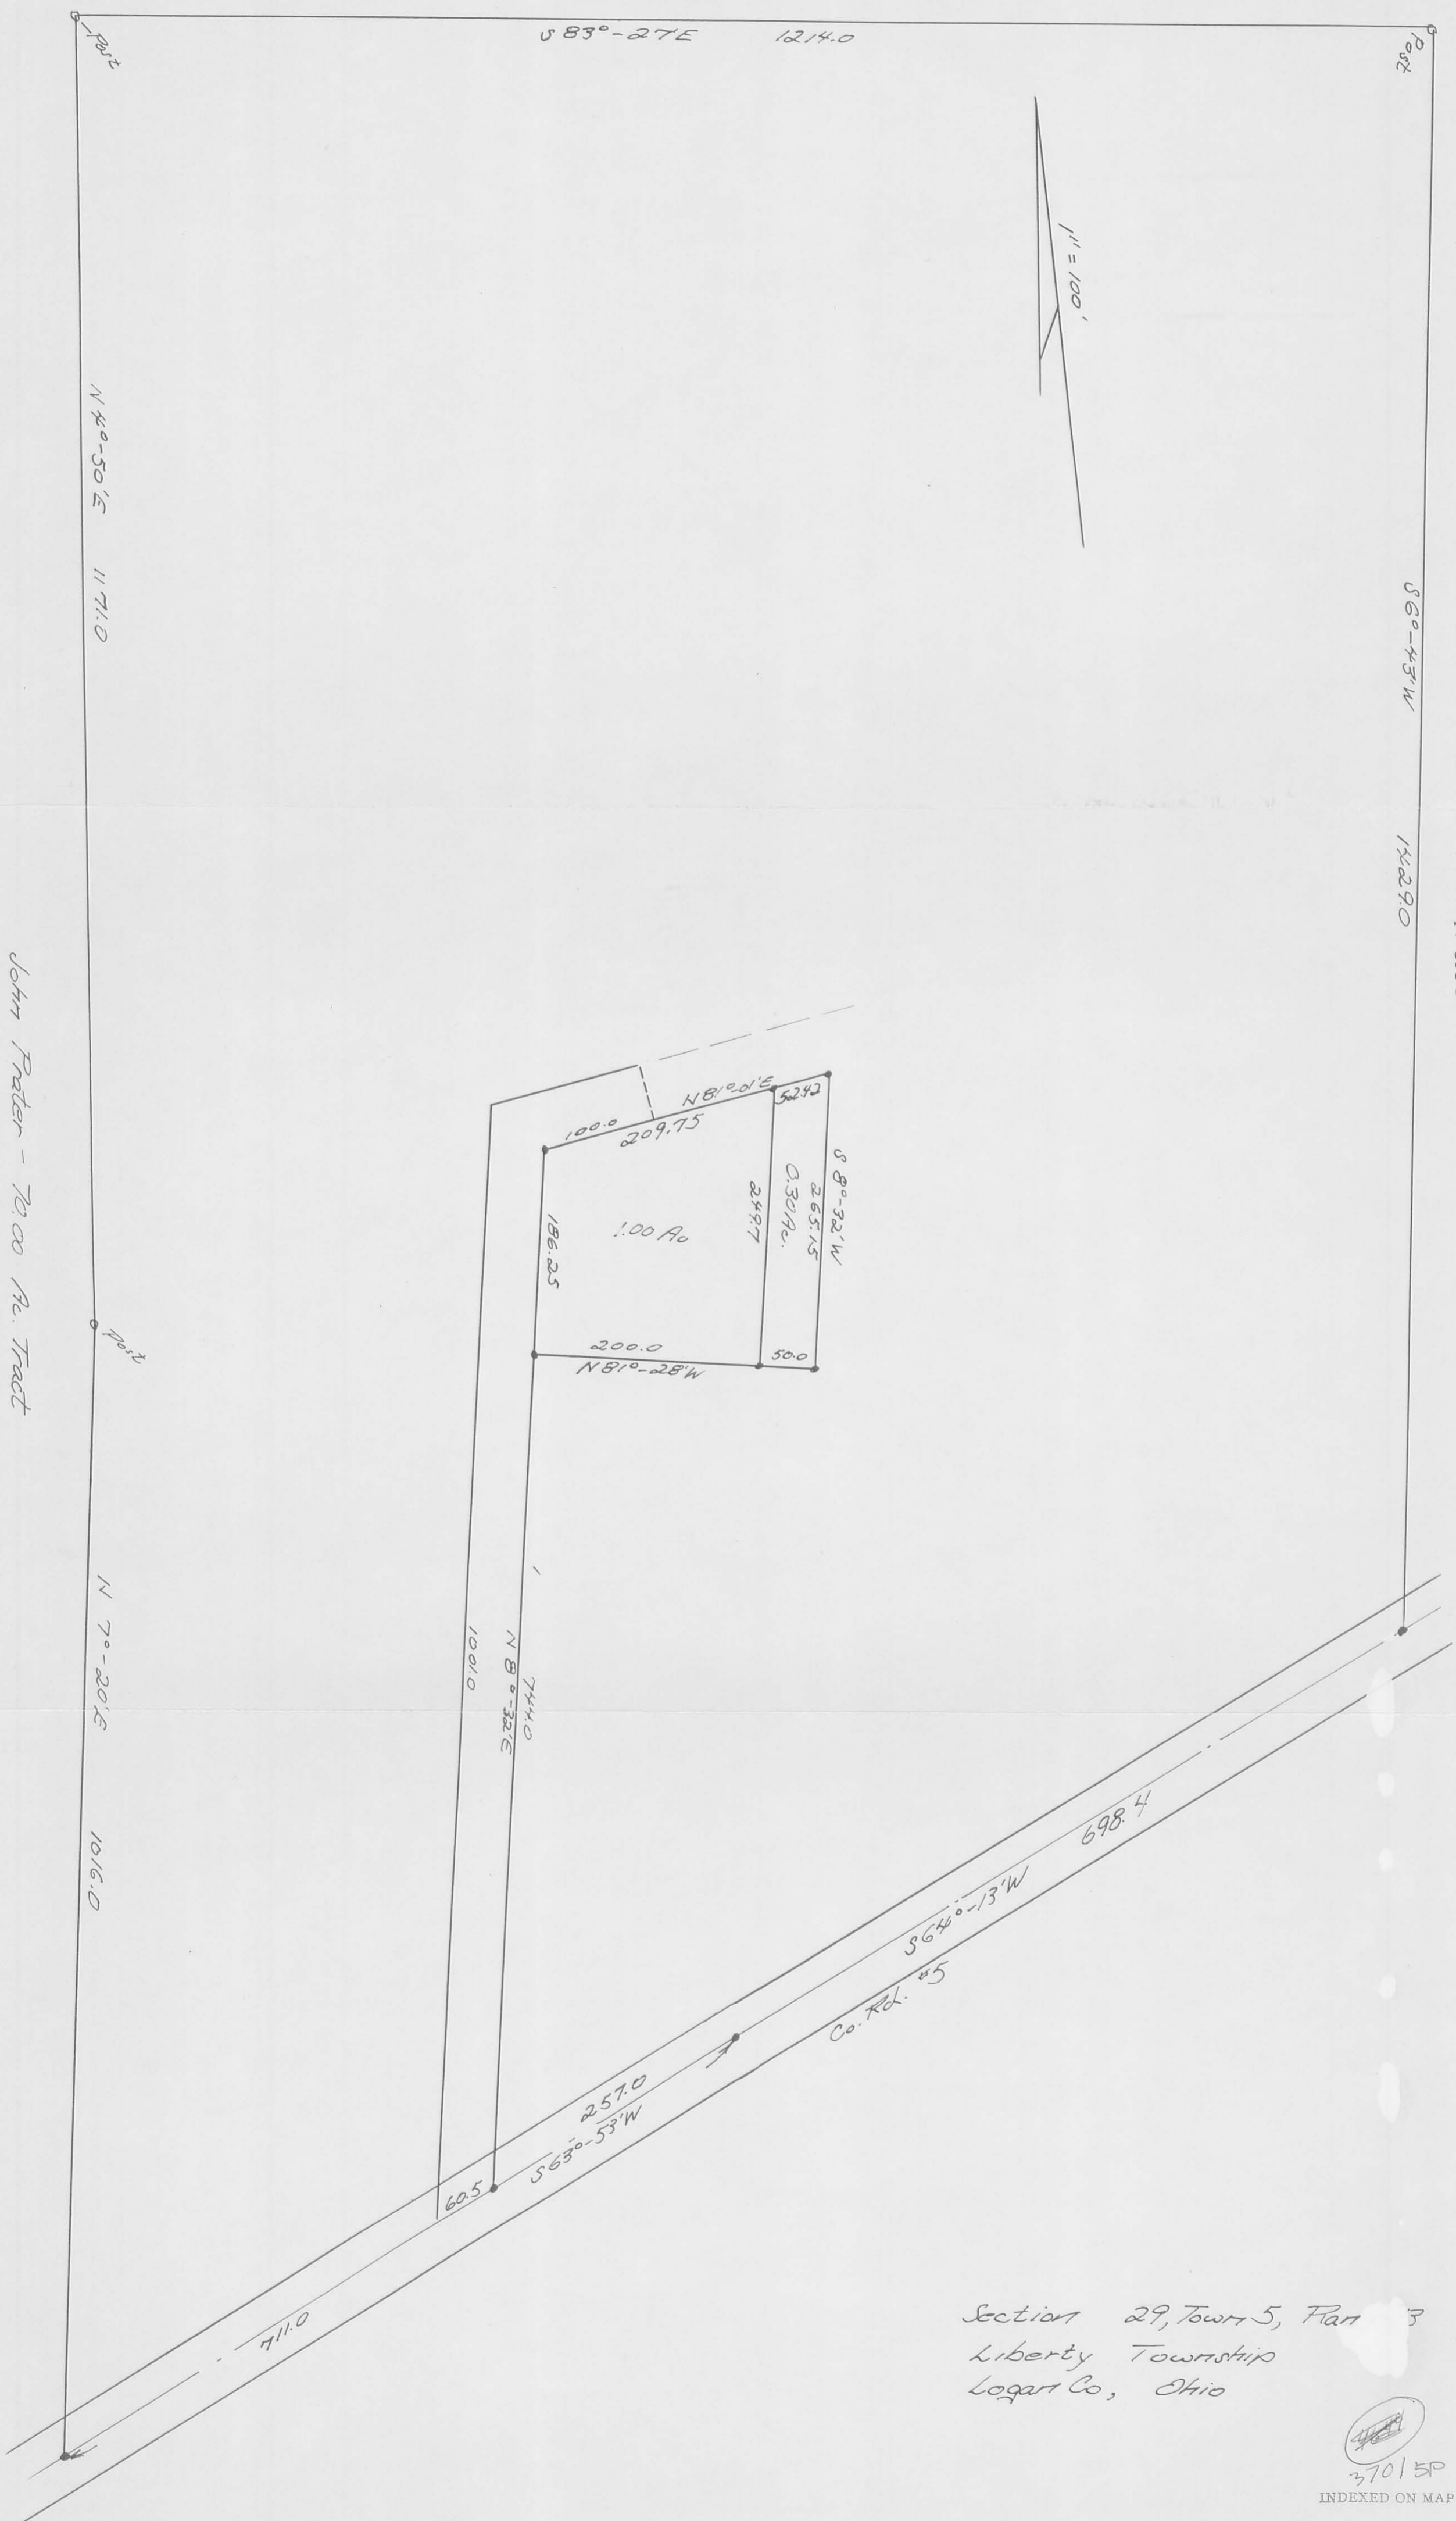 S 83°-27'E 1214.0
Post
Post
1" = 100'
N 4°-50'E 1171.0
S 6°-43'W 1429.0
N 81°-01'E
52.42
100.0
209.75
S 8°-32'W
265.15
0.30 Ac.
249.7
1.00 Ac
186.25
200.0
N 81°-28'W
50.0
John Prater - 70.00 Ac. Tract
Post
N 7°-20'E 1016.0
1001.0
744.0
N 8°-32'E
698.4
S 64°-13'W
Co. Rd. #5
257.0
S 63°-53'W
60.5
711.0
Section 29, Town 5, Ran 3
Liberty Township
Logan Co, Ohio
3701 5P
INDEXED ON MAP